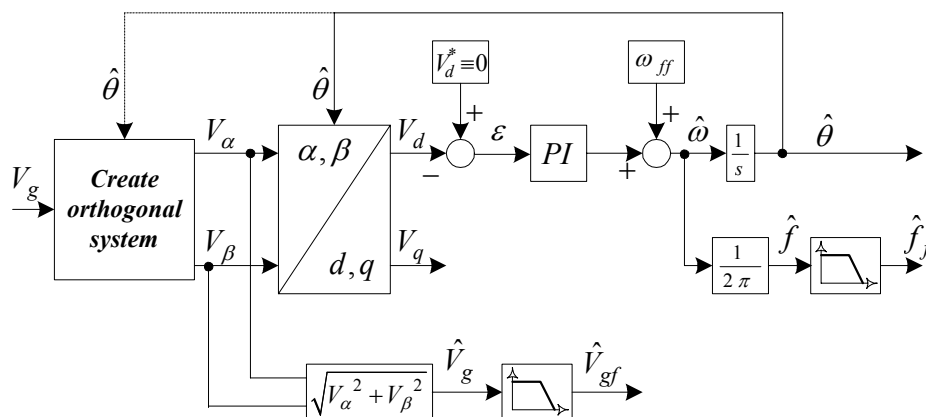 V_d^* ≡ 0
ω_ff
θ̂
θ̂
V_α
V_d
+
−
ε
PI
+
+
ω̂
1/s
θ̂
α, β
d, q
V_g
Create
orthogonal
system
V_β
V_q
1/(2 π)
f̂
f̂_f
√(V_α² + V_β²)
V̂_g
V̂_gf